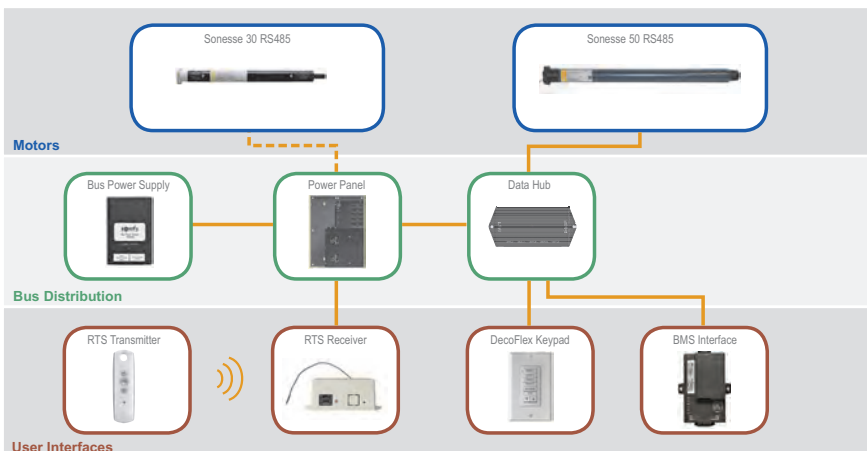 Sonesse 30 RS485
Sonesse 50 RS485
Motors
Bus Power Supply
Power Panel
Data Hub
somfy
Bus Distribution
RTS Transmitter
RTS Receiver
DecoFlex Keypad
BMS Interface
User Interfaces